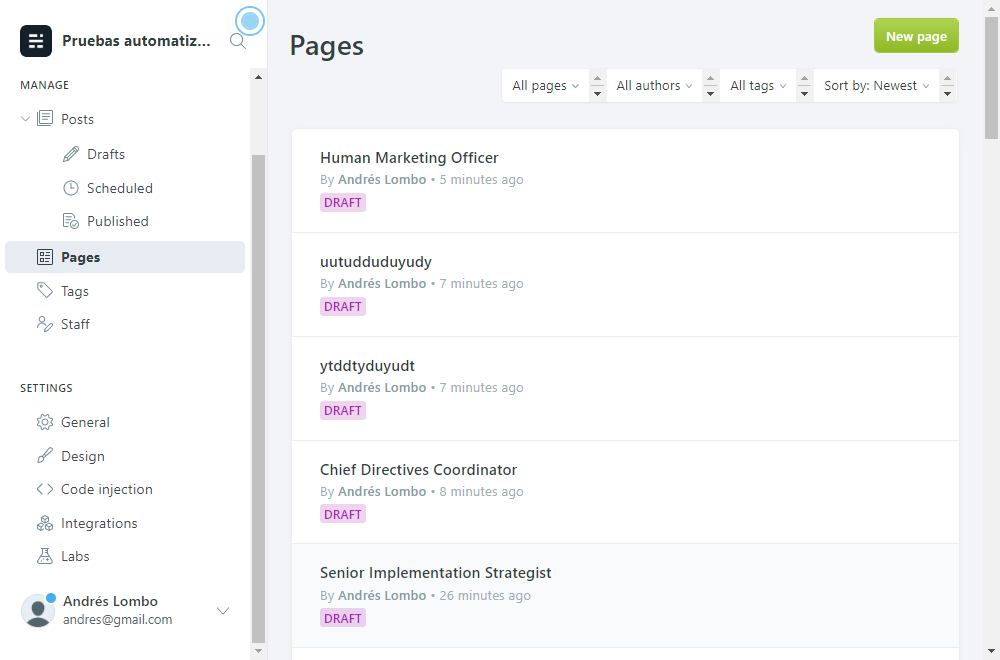 Pruebas automatiz...
MANAGE
Posts
Drafts
Scheduled
Published
Pages
Tags
Staff
SETTINGS
General
Design
Code injection
Integrations
Labs
Andrés Lombo
andres@gmail.com
Pages
New page
All pages
All authors
All tags
Sort by: Newest
Human Marketing Officer
By Andrés Lombo • 5 minutes ago
DRAFT
uutudduduyudy
By Andrés Lombo • 7 minutes ago
DRAFT
ytddtyduyudt
By Andrés Lombo • 7 minutes ago
DRAFT
Chief Directives Coordinator
By Andrés Lombo • 8 minutes ago
DRAFT
Senior Implementation Strategist
By Andrés Lombo • 26 minutes ago
DRAFT